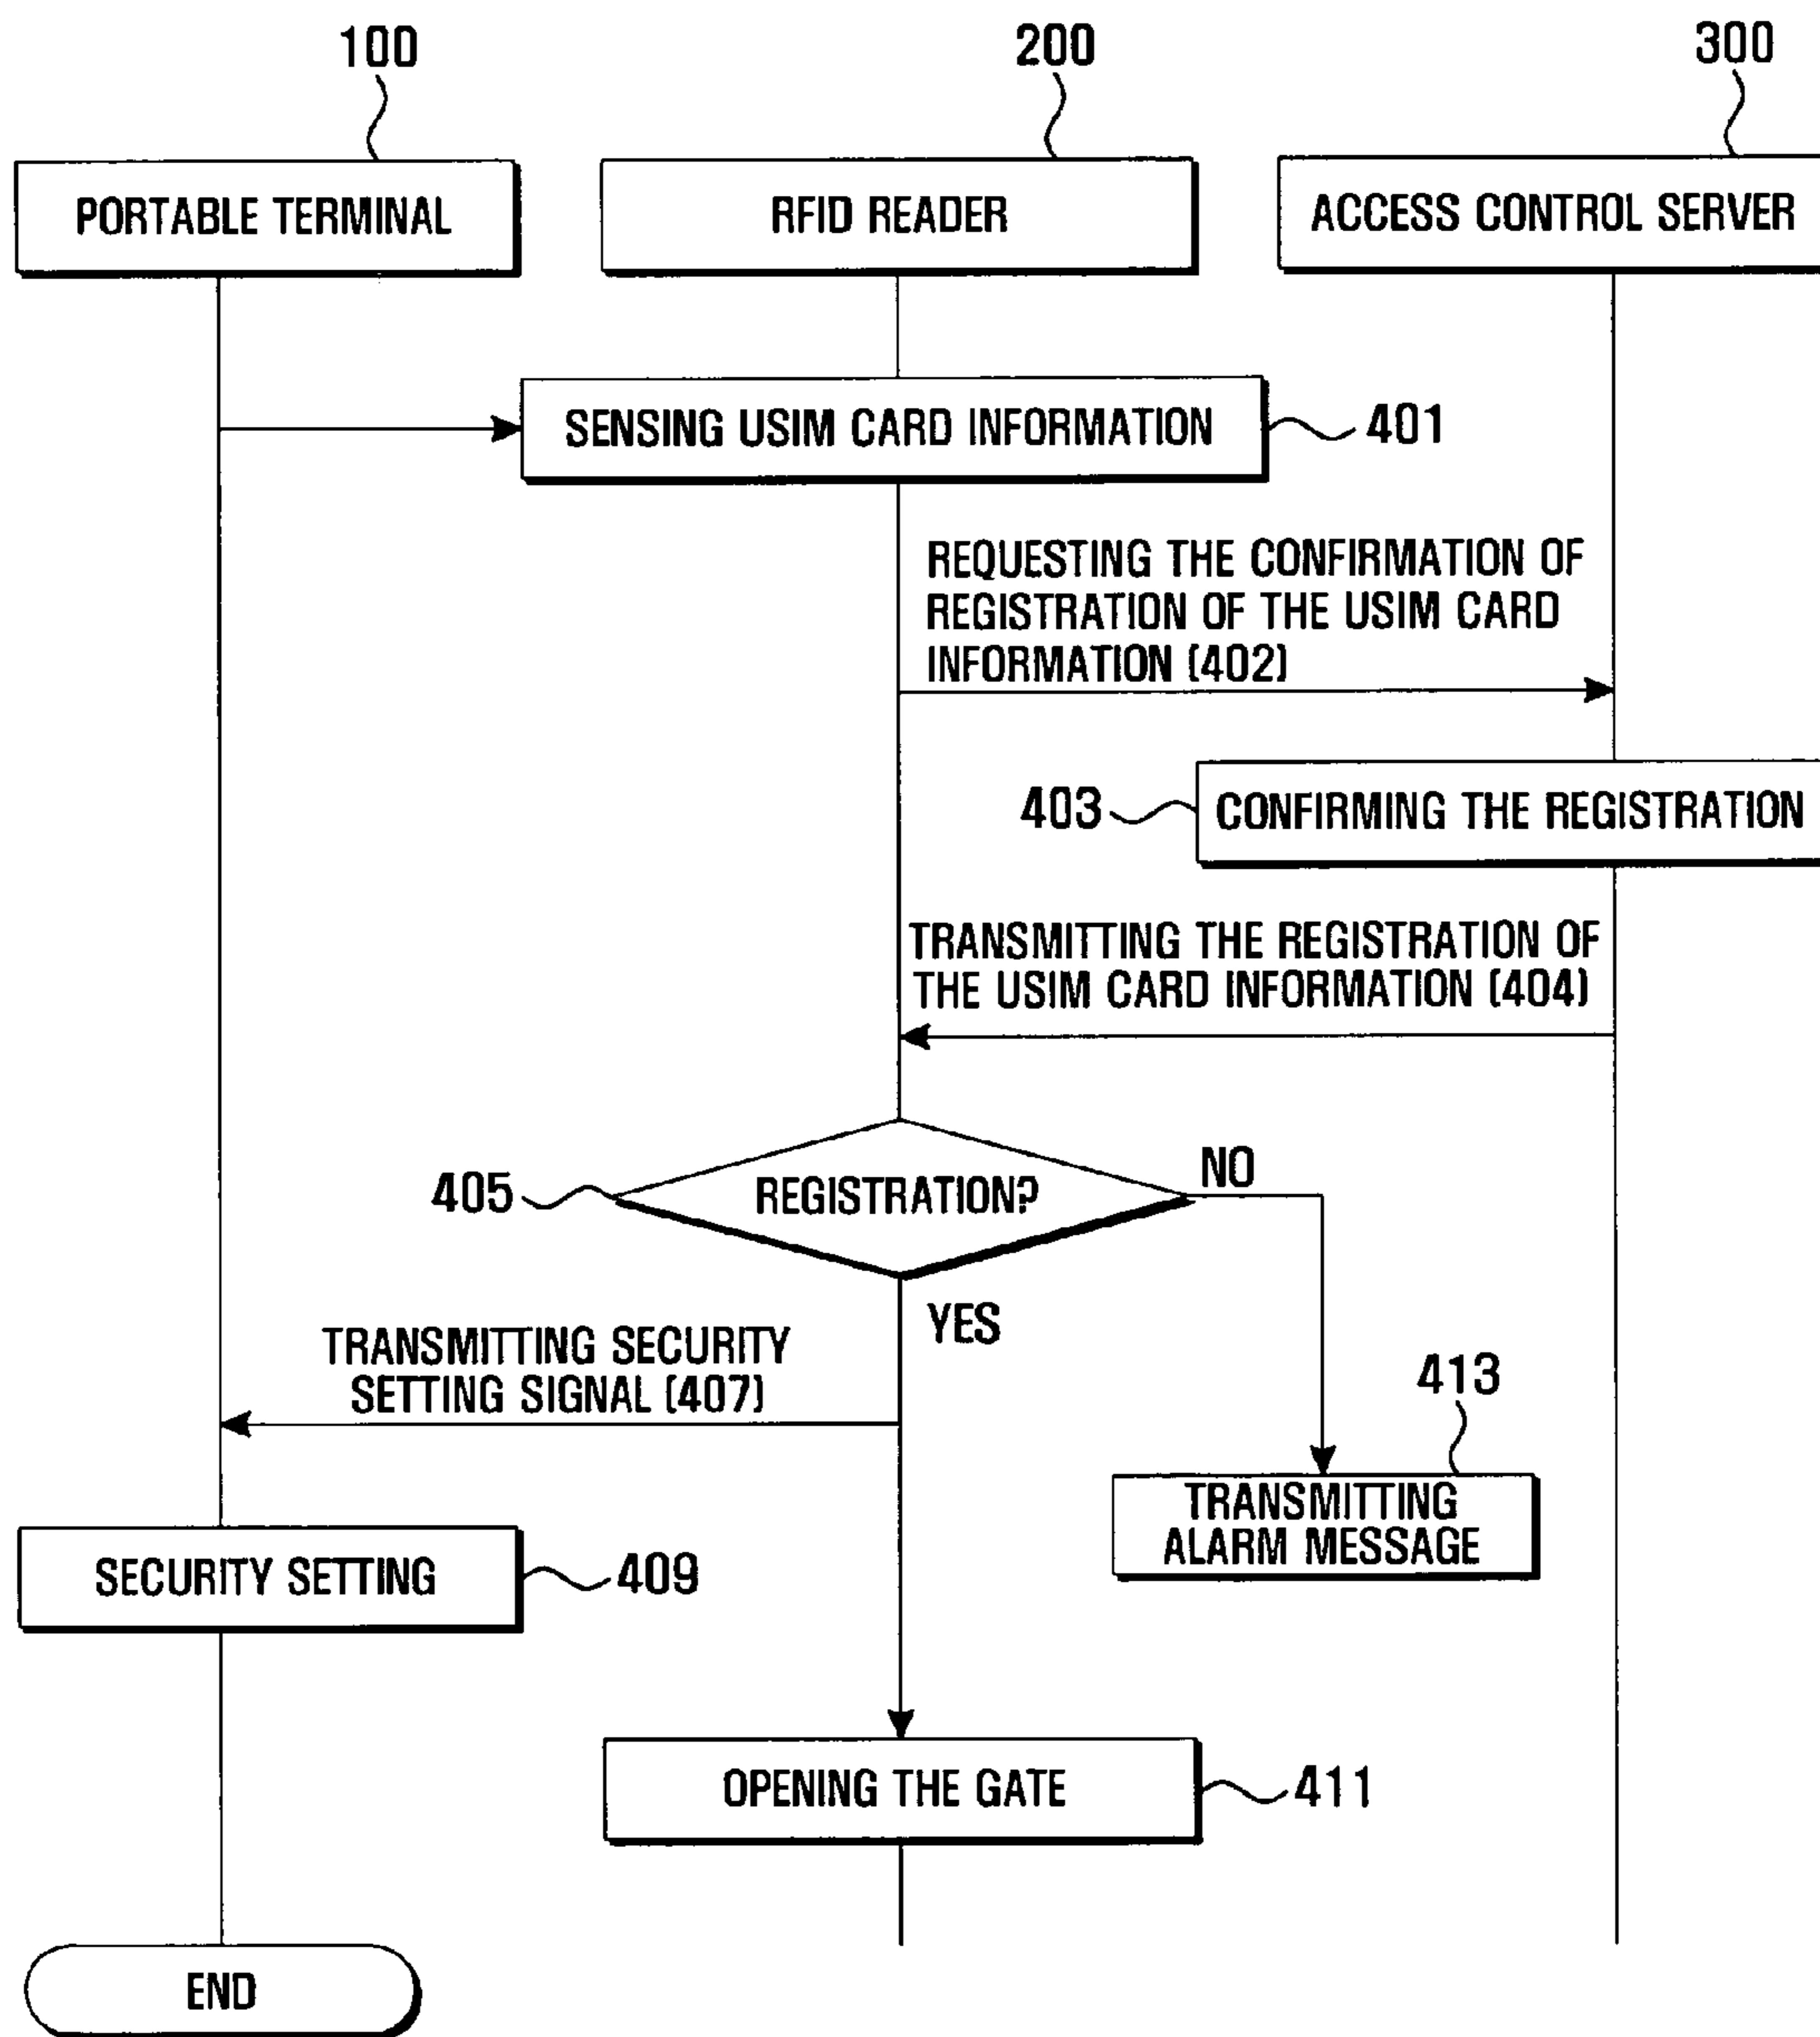 100
200
300
PORTABLE TERMINAL
RFID READER
ACCESS CONTROL SERVER
SENSING USIM CARD INFORMATION
401
REQUESTING THE CONFIRMATION OF
REGISTRATION OF THE USIM CARD
INFORMATION (402)
403
CONFIRMING THE REGISTRATION
TRANSMITTING THE REGISTRATION OF
THE USIM CARD INFORMATION (404)
405
REGISTRATION?
NO
YES
TRANSMITTING SECURITY
SETTING SIGNAL (407)
413
TRANSMITTING
ALARM MESSAGE
SECURITY SETTING
409
OPENING THE GATE
411
END